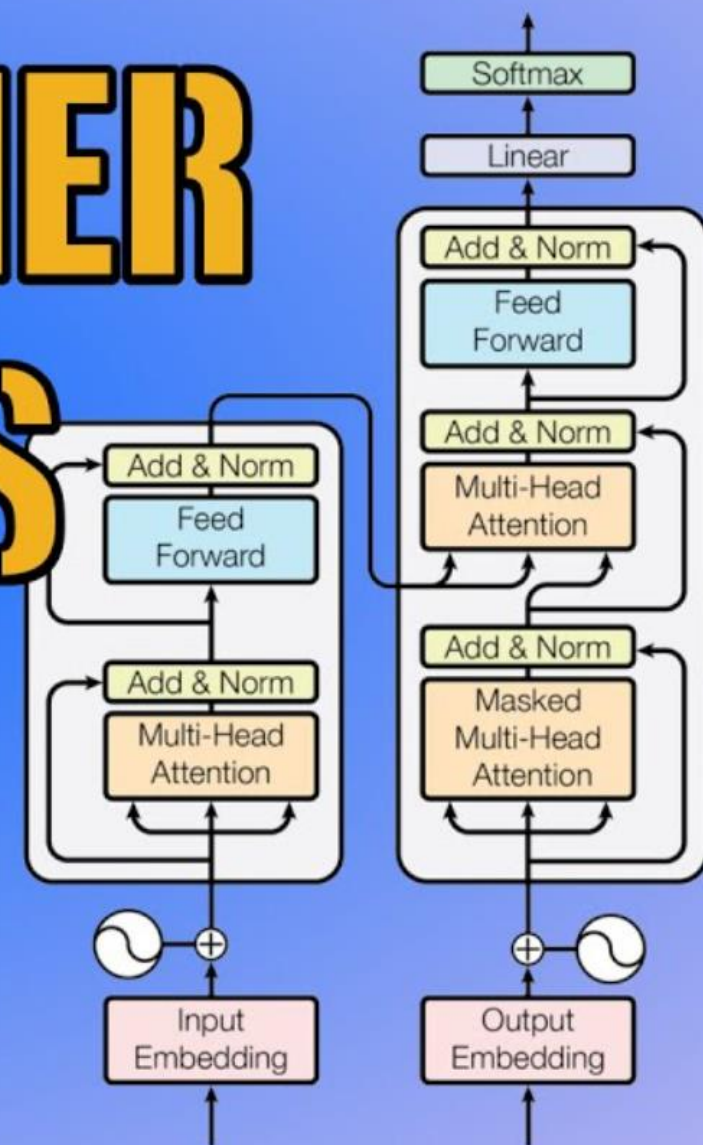 MER
S
Softmax
Linear
Add & Norm
Feed
Forward
Add & Norm
Multi-Head
Attention
Add & Norm
Masked
Multi-Head
Attention
Output
Embedding
Add & Norm
Feed
Forward
Add & Norm
Multi-Head
Attention
Input
Embedding